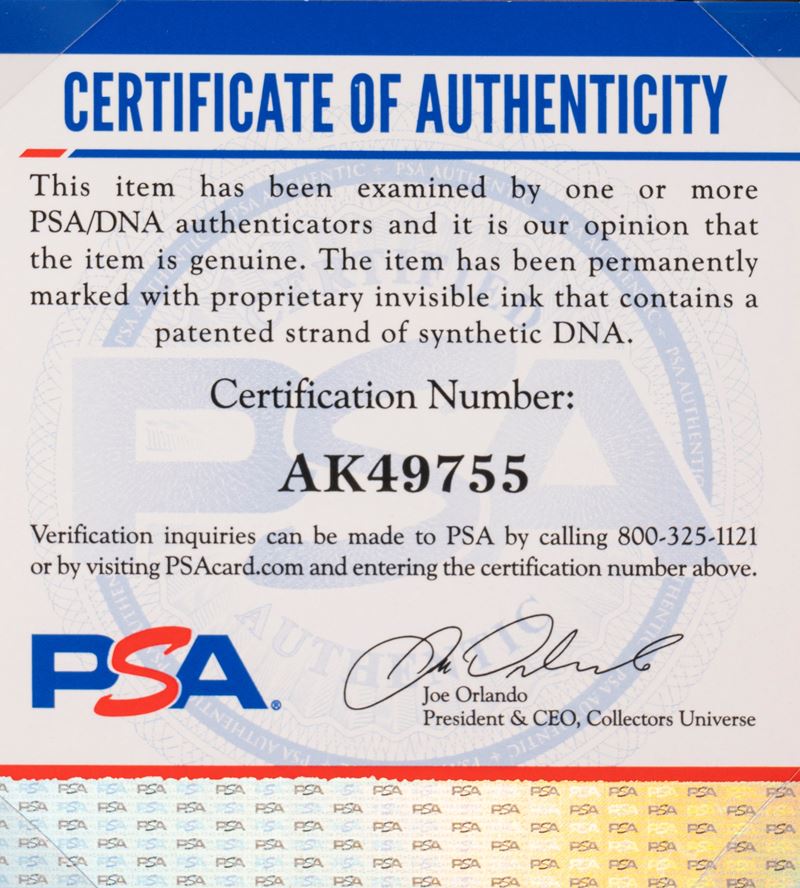 CERTIFICATE OF AUTHENTICITY
This item has been examined by one or more
PSA/DNA authenticators and it is our opinion that
the item is genuine. The item has been permanently
marked with proprietary invisible ink that contains a
patented strand of synthetic DNA.
Certification Number:
AK49755
Verification inquiries can be made to PSA by calling 800-325-1121
or by visiting PSAcard.com and entering the certification number above.
PSA®
Joe Orlando
President & CEO, Collectors Universe